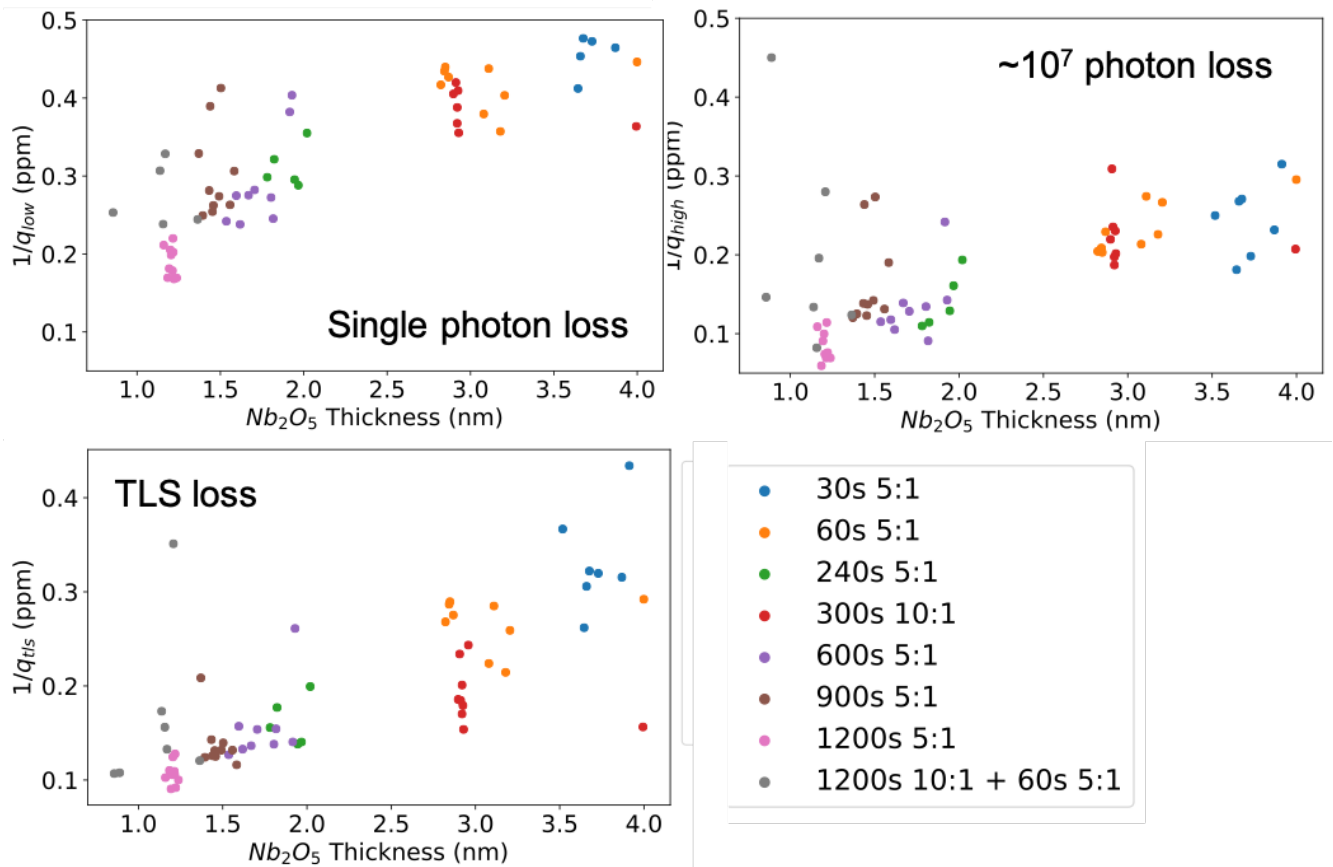 0.5
0.4
0.3
0.2
0.1
1/q_low (ppm)
Single photon loss
1.0 1.5 2.0 2.5 3.0 3.5 4.0
Nb₂O₅ Thickness (nm)
0.5
0.4
0.3
0.2
0.1
1/q_high (ppm)
~10⁷ photon loss
1.0 1.5 2.0 2.5 3.0 3.5 4.0
Nb₂O₅ Thickness (nm)
TLS loss
0.4
0.3
0.2
0.1
1/q_tls (ppm)
1.0 1.5 2.0 2.5 3.0 3.5 4.0
Nb₂O₅ Thickness (nm)
30s 5:1
60s 5:1
240s 5:1
300s 10:1
600s 5:1
900s 5:1
1200s 5:1
1200s 10:1 + 60s 5:1